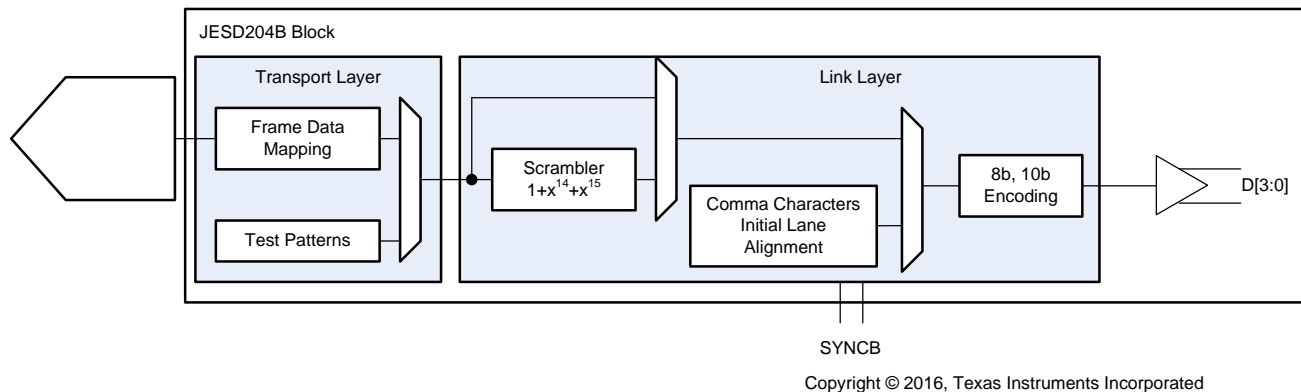 JESD204B Block
Transport Layer
Link Layer
Frame Data
Mapping
Test Patterns
Scrambler
1+x¹⁴+x¹⁵
Comma Characters
Initial Lane
Alignment
8b, 10b
Encoding
D[3:0]
SYNCB
Copyright © 2016, Texas Instruments Incorporated